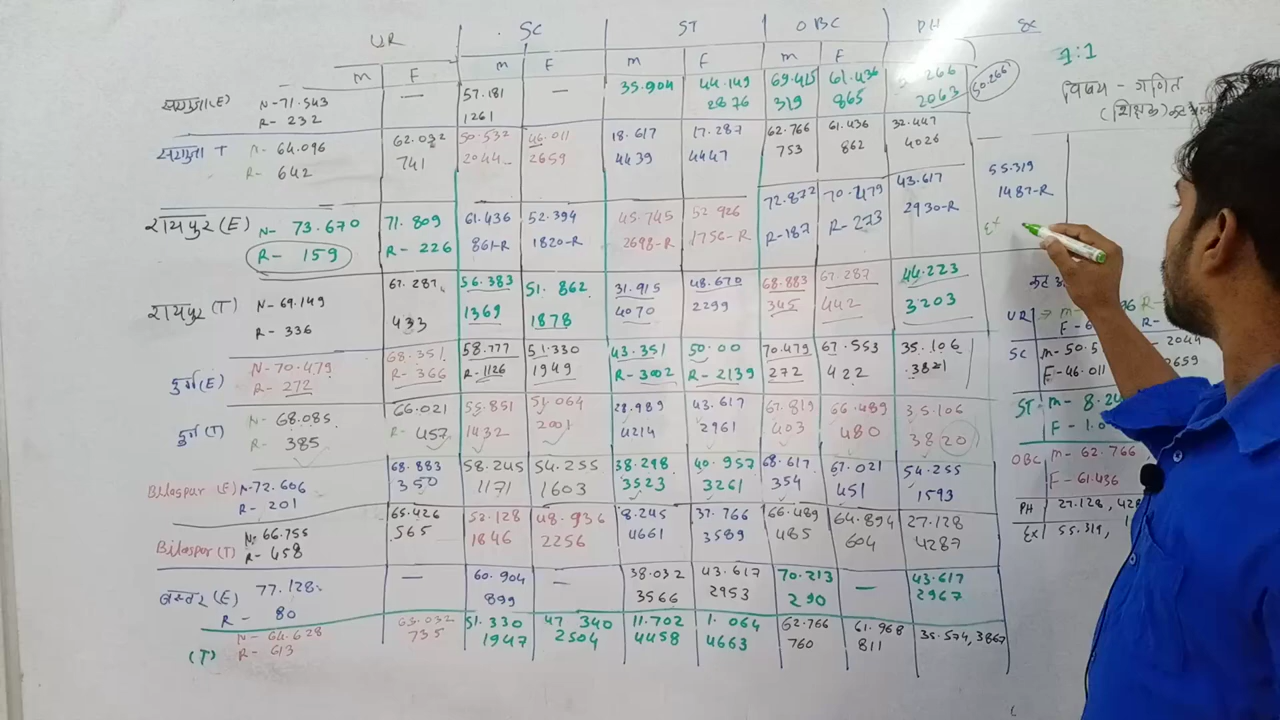 UR SC ST OBC PH Ex
M F M F M F M F
1:1
विषय - गणित
(शिक्षक)
सरगुजा(E) N-71.543 — 57.181 — 35.904 44.149 69.415 61.436 266 50.266
R- 232 1261 2876 319 865 2063
सरगुजा T N- 64.096 62.032 50.532 46.011 18.617 17.287 62.766 61.436 32.447 —
R- 642 741 2044 2659 4439 4447 753 862 4026
रायपुर (E) N- 73.670 71.809 61.436 52.394 45.745 52.926 72.872 70.479 43.617 55.319
R- 159 R- 226 861-R 1820-R 2698-R 1756-R R-187 R-273 2930-R 1487-R
Ex
रायपुर (T) N-69.149 67.287 56.383 51.862 31.915 48.670 68.883 67.287 44.223
R- 336 433 1369 1878 4070 2299 345 442 3203
दुर्ग(E) N-70.479 68.351 58.777 51.330 43.351 50.00 70.479 67.553 35.106
R- 272 R- 366 R-1126 1949 R-3002 R-2139 272 422 3821
दुर्ग(T) N- 68.085 66.021 55.851 51.064 28.989 43.617 67.819 66.489 35.106
R- 385 R- 457 1432 2001 4214 2961 403 480 3820
Bilaspur (E) N-72.606 68.883 58.245 54.255 38.298 40.957 68.617 67.021 54.255
R- 201 350 1171 1603 3523 3261 354 451 1593
Bilaspur(T) N- 66.755 65.426 52.128 48.936 8.245 37.766 66.489 64.894 27.128
R- 458 565 1846 2256 4661 3589 485 604 4287
बस्तर (E) 77.128 — 60.904 — 38.032 43.617 70.213 — 43.617
R- 80 899 3566 2953 290 2967
(T) N- 64.628 63.032 51.330 47.340 11.702 1.064 62.766 61.968 35.574, 3867
R- 613 735 1947 2504 4458 4663 760 811
कट
UR M-
F-6
SC M-50.5 2044
F-46.011 2659
ST M- 8.24
F- 1.0
OBC M- 62.766
F-61.436
PH 27.128, 428
Ex 55.319,